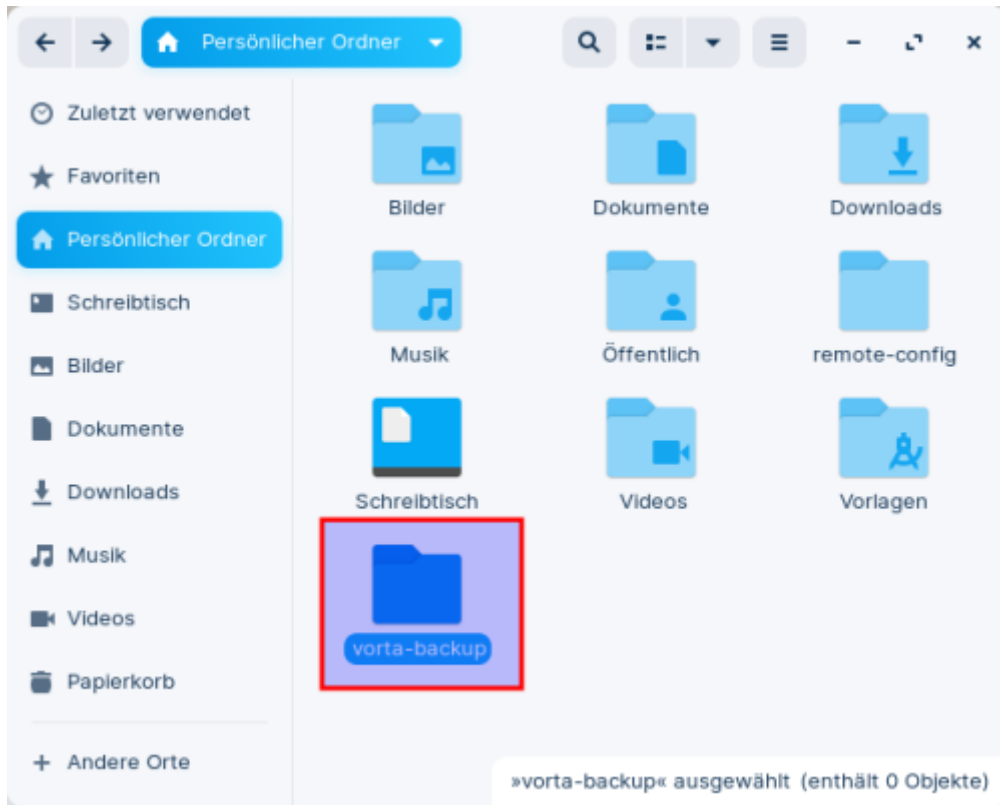 Persönlicher Ordner
Zuletzt verwendet
Favoriten
Persönlicher Ordner
Schreibtisch
Bilder
Dokumente
Downloads
Musik
Videos
Papierkorb
Andere Orte
Bilder
Dokumente
Downloads
Musik
Öffentlich
remote-config
Schreibtisch
Videos
Vorlagen
vorta-backup
»vorta-backup« ausgewählt (enthält 0 Objekte)